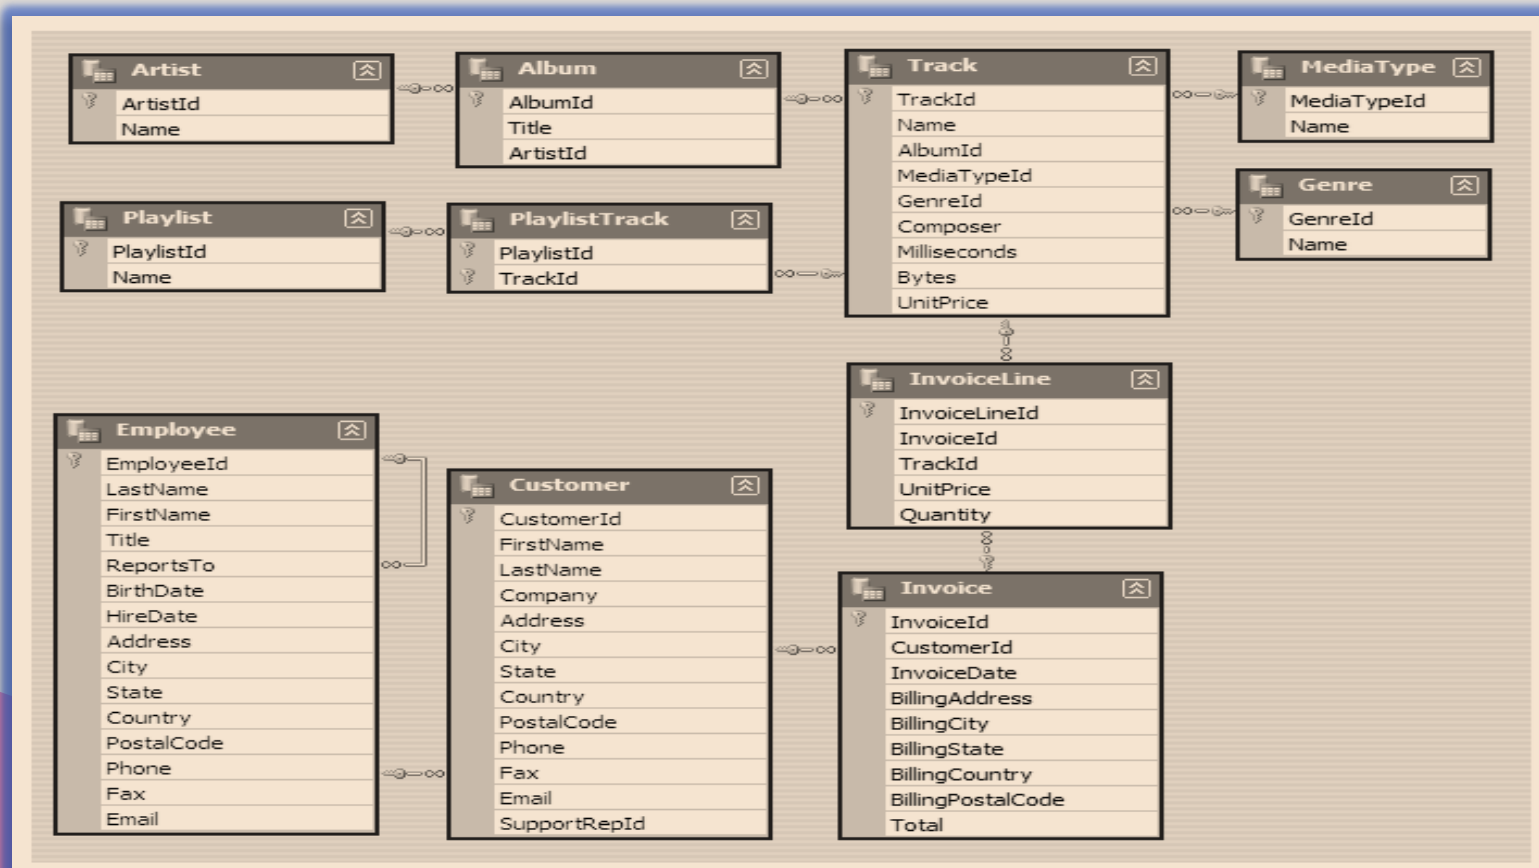 Artist
ArtistId
Name
Album
AlbumId
Title
ArtistId
Track
TrackId
Name
AlbumId
MediaTypeId
GenreId
Composer
Milliseconds
Bytes
UnitPrice
MediaType
MediaTypeId
Name
Genre
GenreId
Name
Playlist
PlaylistId
Name
PlaylistTrack
PlaylistId
TrackId
InvoiceLine
InvoiceLineId
InvoiceId
TrackId
UnitPrice
Quantity
Employee
EmployeeId
LastName
FirstName
Title
ReportsTo
BirthDate
HireDate
Address
City
State
Country
PostalCode
Phone
Fax
Email
Customer
CustomerId
FirstName
LastName
Company
Address
City
State
Country
PostalCode
Phone
Fax
Email
SupportRepId
Invoice
InvoiceId
CustomerId
InvoiceDate
BillingAddress
BillingCity
BillingState
BillingCountry
BillingPostalCode
Total